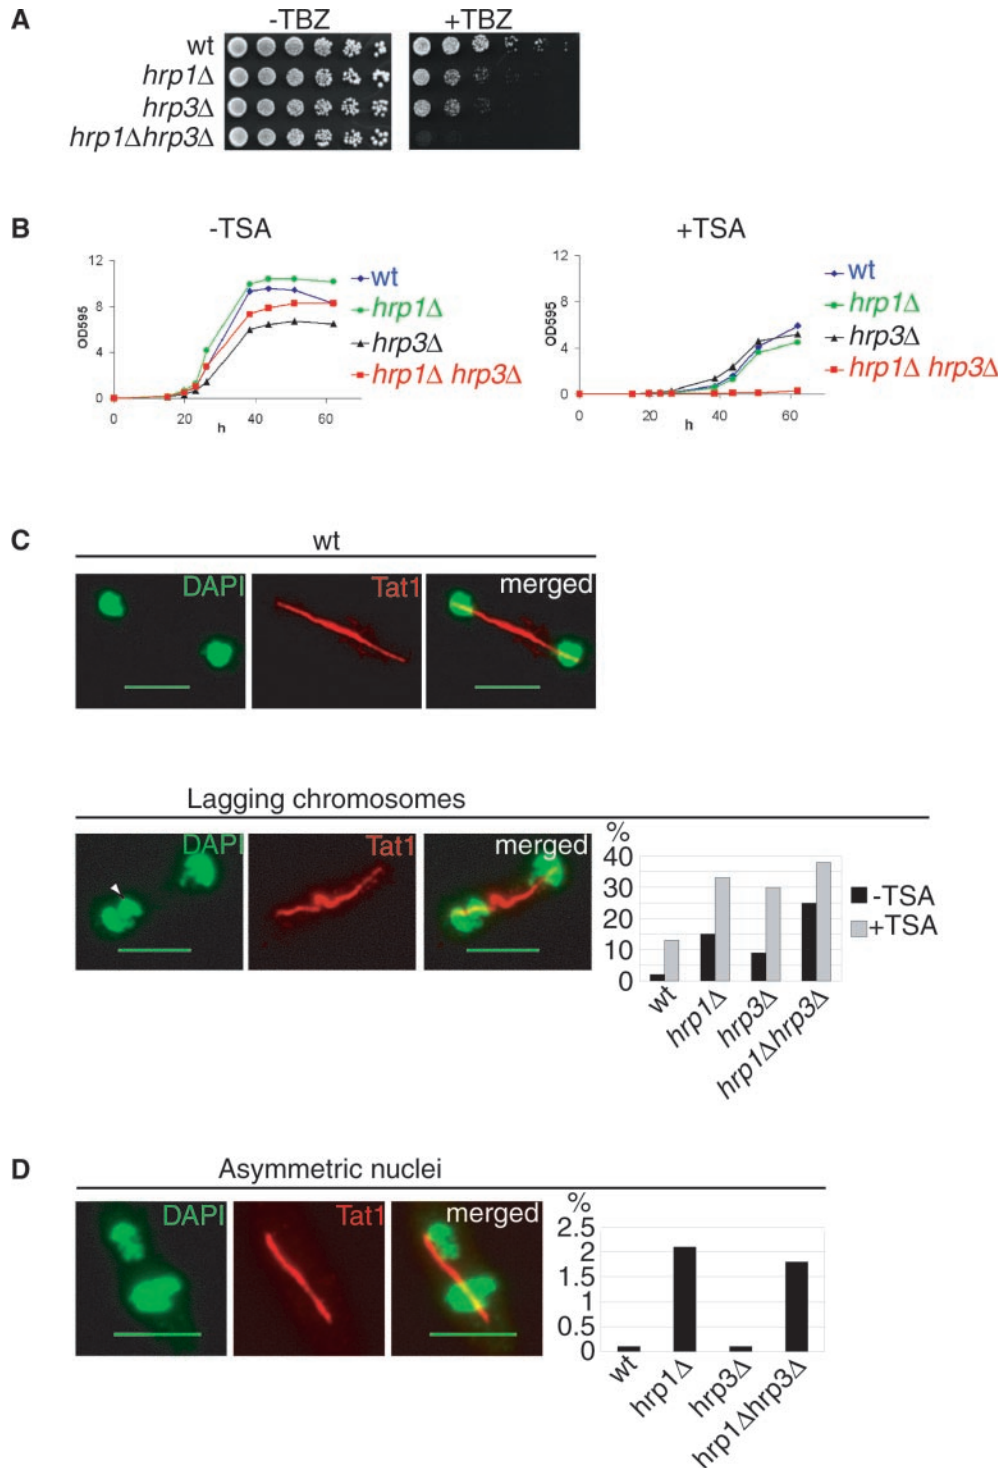 A
-TBZ +TBZ
wt
hrp1Δ
hrp3Δ
hrp1Δhrp3Δ
B
-TSA
12
8
4
0
OD595
0 20 40 60
h
wt
hrp1Δ
hrp3Δ
hrp1Δ hrp3Δ
+TSA
12
8
4
0
OD595
0 20 40 60
h
wt
hrp1Δ
hrp3Δ
hrp1Δ hrp3Δ
C
wt
DAPI Tat1 merged
Lagging chromosomes
DAPI Tat1 merged
%
40
30
20
10
0
-TSA
+TSA
wt hrp1Δ hrp3Δ hrp1Δhrp3Δ
D
Asymmetric nuclei
DAPI Tat1 merged
%
2.5
2
1.5
1
0.5
0
wt hrp1Δ hrp3Δ hrp1Δhrp3Δ